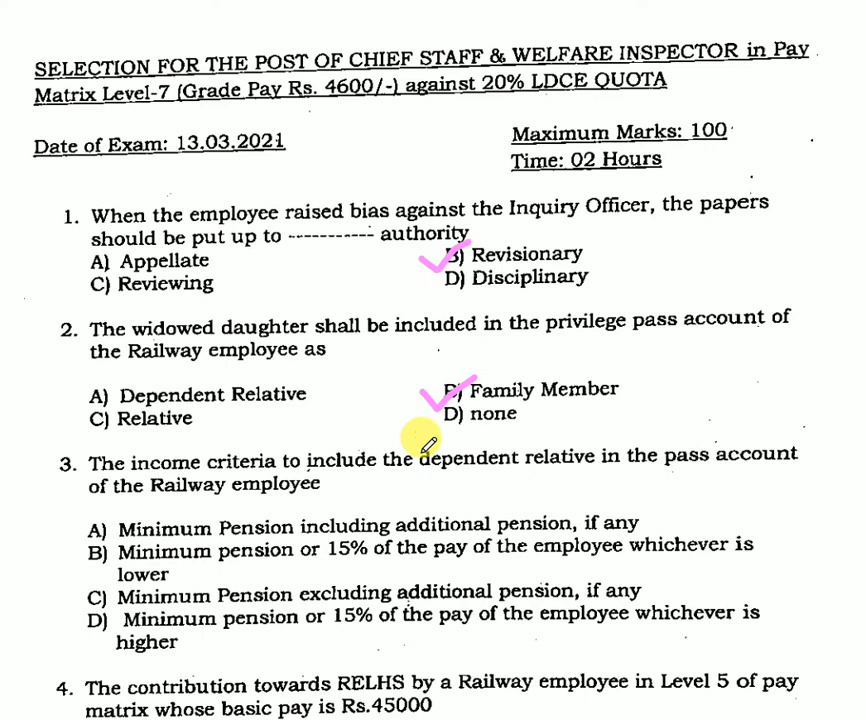 SELECTION FOR THE POST OF CHIEF STAFF & WELFARE INSPECTOR in Pay
Matrix Level-7 (Grade Pay Rs. 4600/-) against 20% LDCE QUOTA
Date of Exam: 13.03.2021
Maximum Marks: 100
Time: 02 Hours
1. When the employee raised bias against the Inquiry Officer, the papers
should be put up to ----------- authority
A) Appellate
B) Revisionary
C) Reviewing
D) Disciplinary
2. The widowed daughter shall be included in the privilege pass account of
the Railway employee as
A) Dependent Relative
B) Family Member
C) Relative
D) none
3. The income criteria to include the dependent relative in the pass account
of the Railway employee
A) Minimum Pension including additional pension, if any
B) Minimum pension or 15% of the pay of the employee whichever is
lower
C) Minimum Pension excluding additional pension, if any
D) Minimum pension or 15% of the pay of the employee whichever is
higher
4. The contribution towards RELHS by a Railway employee in Level 5 of pay
matrix whose basic pay is Rs.45000